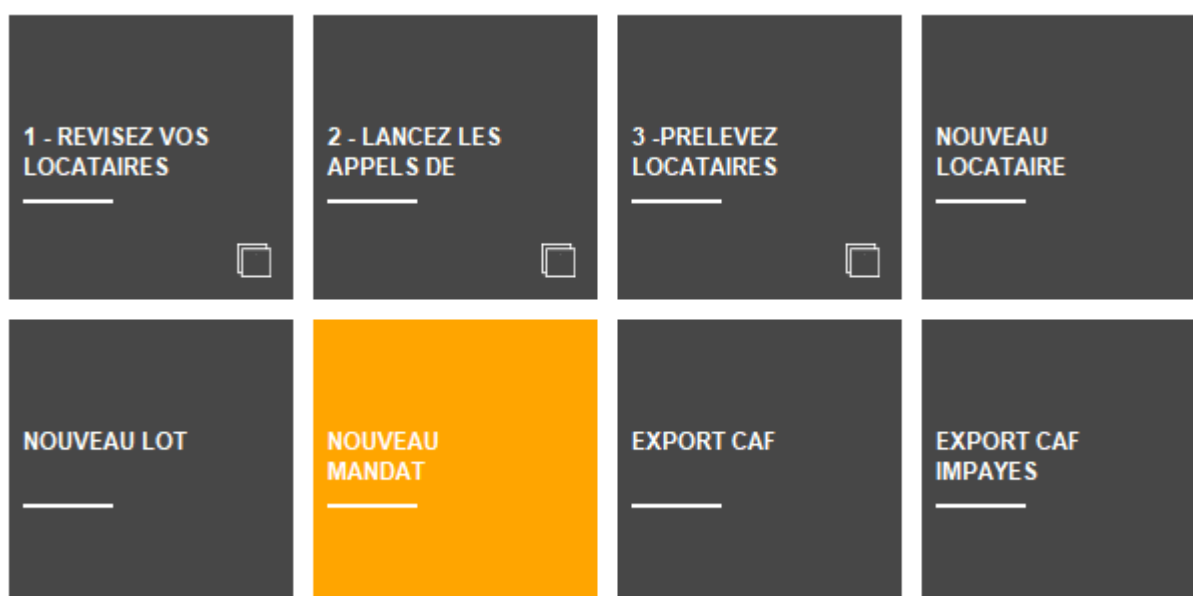 1 - REVISEZ VOS
LOCATAIRES
2 - LANCEZ LES
APPELS DE
3 -PRELEVEZ
LOCATAIRES
NOUVEAU
LOCATAIRE
NOUVEAU LOT
NOUVEAU
MANDAT
EXPORT CAF
EXPORT CAF
IMPAYES